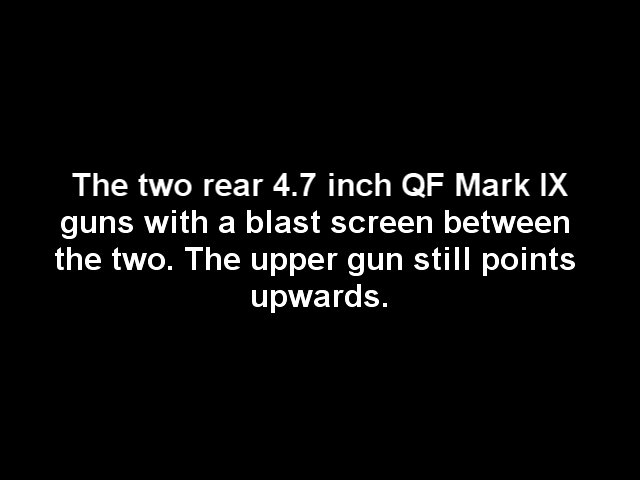 The two rear 4.7 inch QF Mark IX
guns with a blast screen between
the two. The upper gun still points
upwards.